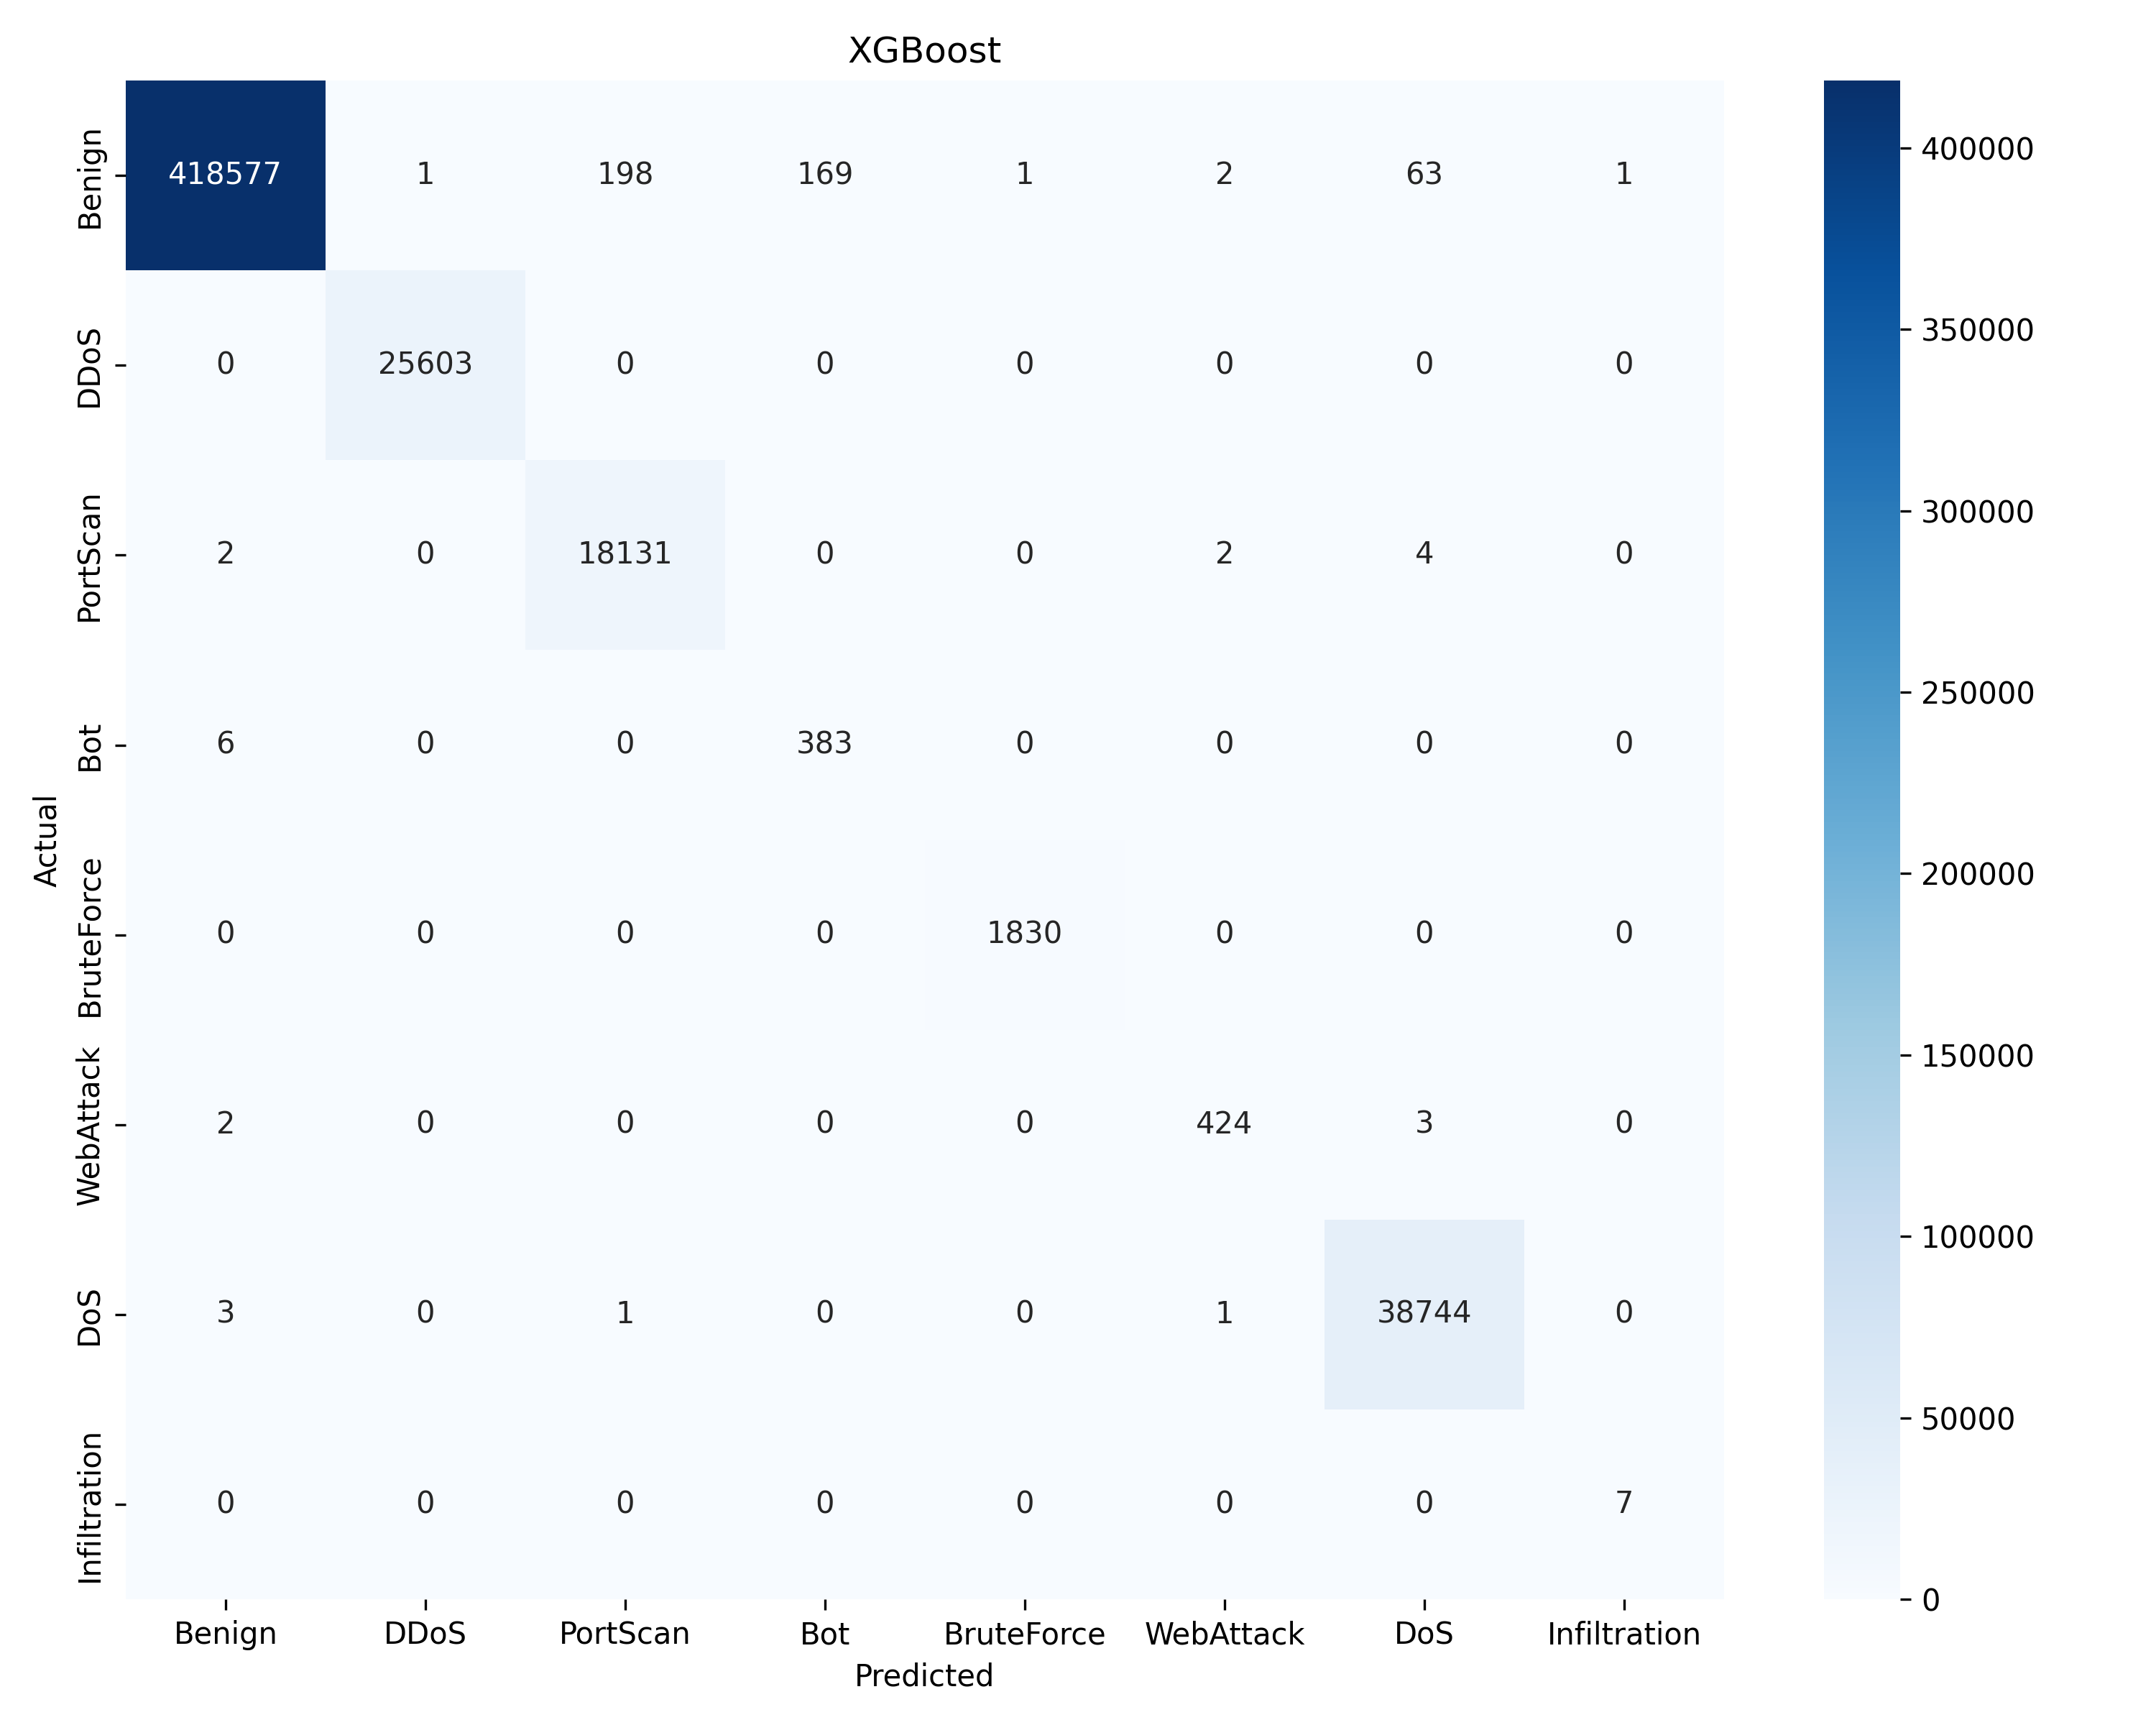 XGBoost
Benign 418577 1 198 169 1 2 63 1
DDoS 0 25603 0 0 0 0 0 0
PortScan 2 0 18131 0 0 2 4 0
Bot 6 0 0 383 0 0 0 0
BruteForce 0 0 0 0 1830 0 0 0
WebAttack 2 0 0 0 0 424 3 0
DoS 3 0 1 0 0 1 38744 0
Infiltration 0 0 0 0 0 0 0 7
Actual
Benign DDoS PortScan Bot BruteForce WebAttack DoS Infiltration
Predicted
400000
350000
300000
250000
200000
150000
100000
50000
0